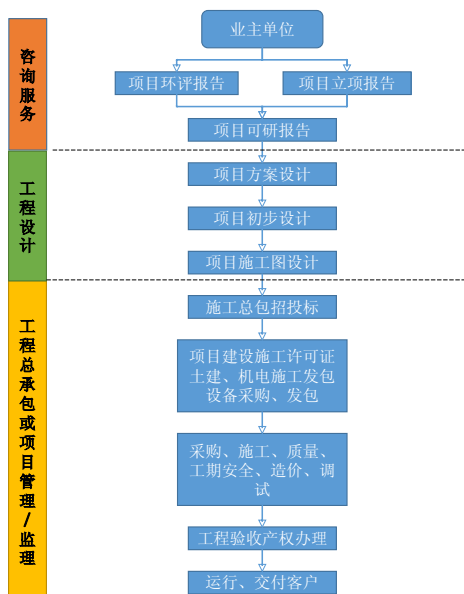 业主单位
咨询服务
项目环评报告
项目立项报告
项目可研报告
工程设计
项目方案设计
项目初步设计
项目施工图设计
工程总承包或项目管理/监理
施工总包招投标
项目建设施工许可证
土建、机电施工发包
设备采购、发包
采购、施工、质量、
工期安全、造价、调
试
工程验收产权办理
运行、交付客户